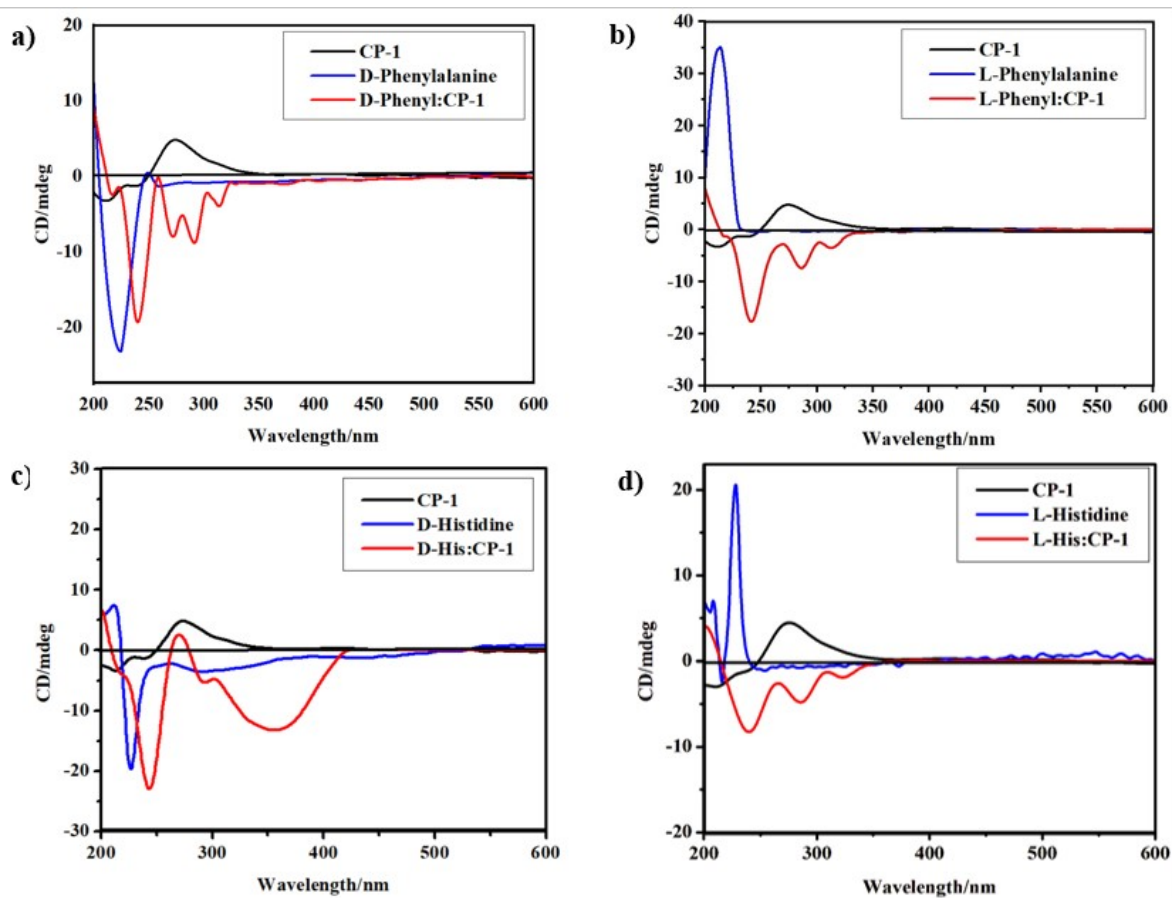 a)
20
10
0
-10
-20
200 250 300 350 400 450 500 550 600
CD/mdeg
Wavelength/nm
CP-1
D-Phenylalanine
D-Phenyl:CP-1
b)
40
30
20
10
0
-10
-20
-30
200 250 300 350 400 450 500 550 600
CD/mdeg
Wavelength/nm
CP-1
L-Phenylalanine
L-Phenyl:CP-1
c)
30
20
10
0
-10
-20
-30
200 300 400 500 600
CD/mdeg
Wavelength/nm
CP-1
D-Histidine
D-His:CP-1
d)
20
10
0
-10
-20
200 300 400 500 600
CD/mdeg
Wavelength/nm
CP-1
L-Histidine
L-His:CP-1